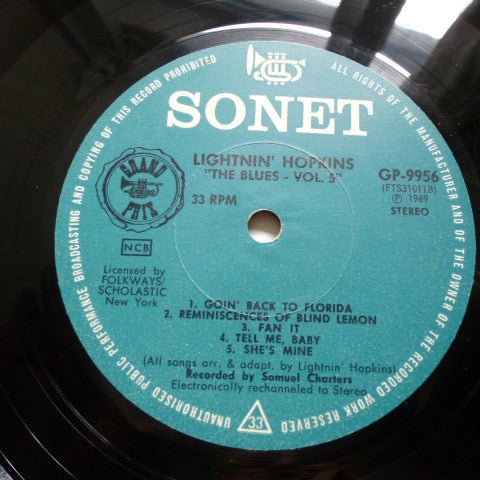 UNAUTHORISED PUBLIC PERFORMANCE BROADCASTING AND COPYING OF THIS RECORD PROHIBITED
ALL RIGHTS OF THE MANUFACTURER AND OF THE OWNER OF THE RECORDED WORK RESERVED
SONET
LIGHTNIN' HOPKINS
"THE BLUES - VOL. 5"
GP-9956
(FTS31011B)
℗ 1969
STEREO
33 RPM
GRAND
PRIX
NCB
Licensed by
FOLKWAYS/
SCHOLASTIC
New York
1. GOIN' BACK TO FLORIDA
2. REMINISCENCES OF BLIND LEMON
3. FAN IT
4. TELL ME, BABY
5. SHE'S MINE
(All songs arr. & adapt. by Lightnin' Hopkins)
Recorded by Samuel Charters
Electronically rechanneled to Stereo
33